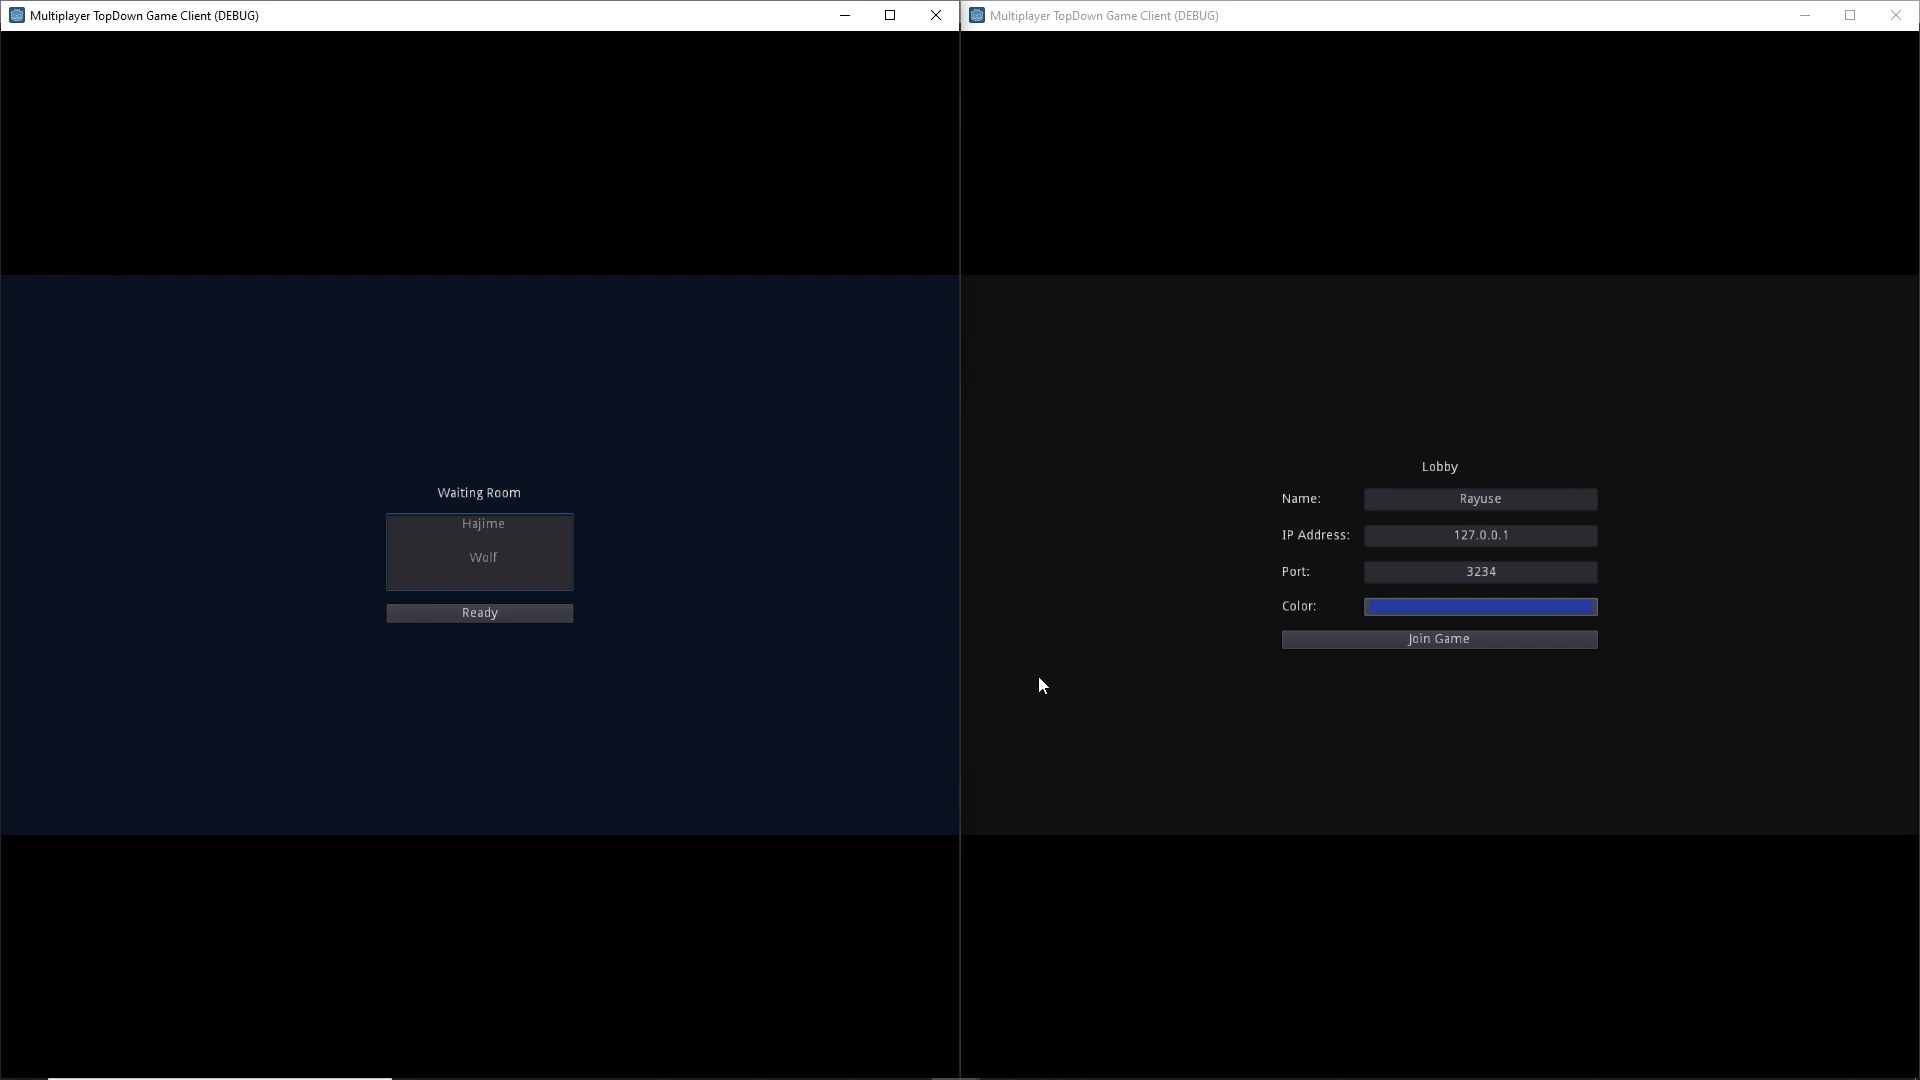 Multiplayer TopDown Game Client (DEBUG)
Waiting Room
Hajime
Wolf
Ready
Multiplayer TopDown Game Client (DEBUG)
Lobby
Name: Rayuse
IP Address: 127.0.0.1
Port: 3234
Color:
Join Game